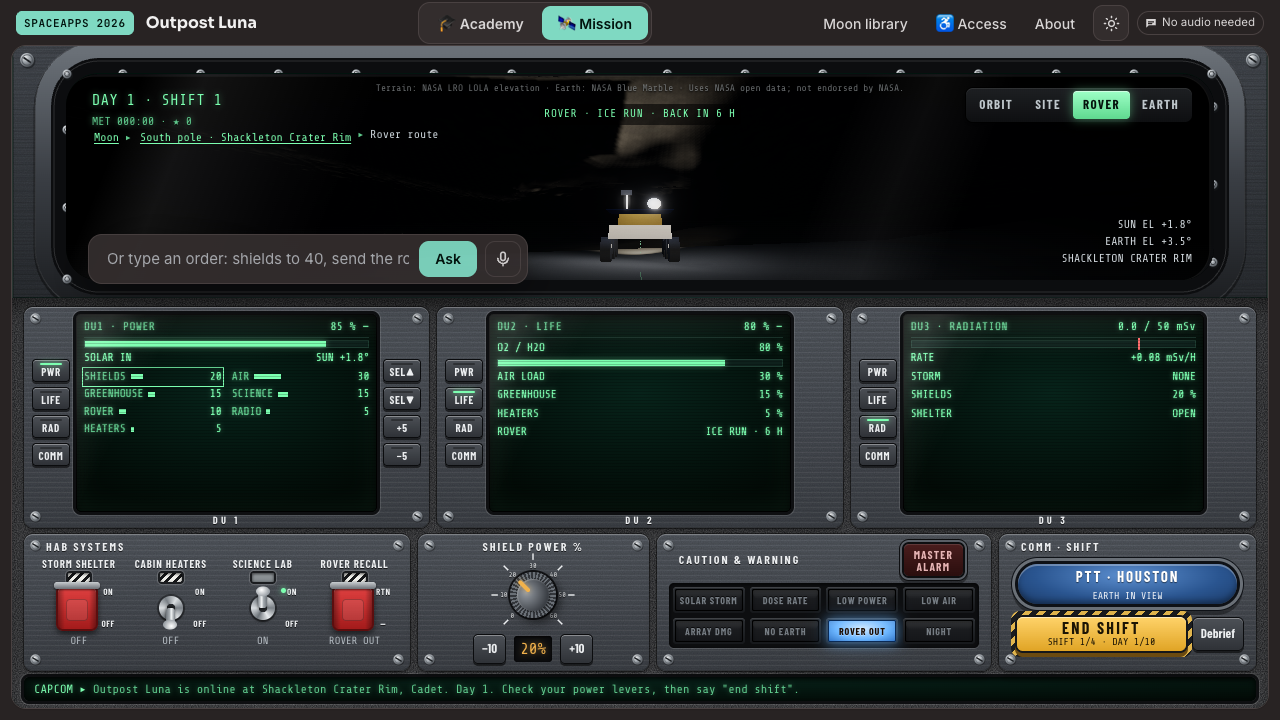 SPACEAPPS 2026 Outpost Luna 🎓 Academy 🛰️ Mission Moon library ♿ Access About No audio needed
Terrain: NASA LRO LOLA elevation · Earth: NASA Blue Marble · Uses NASA open data; not endorsed by NASA.
DAY 1 · SHIFT 1
MET 000:00 · ★ 0
Moon ▸ South pole · Shackleton Crater Rim ▸ Rover route
ROVER · ICE RUN · BACK IN 6 H
ORBIT SITE ROVER EARTH
SUN EL +1.8°
EARTH EL +3.5°
SHACKLETON CRATER RIM
Or type an order: shields to 40, send the ro Ask
PWR
LIFE
RAD
COMM
DU1 · POWER 85 % –
SOLAR IN SUN +1.8°
SHIELDS 20 AIR 30
GREENHOUSE 15 SCIENCE 15
ROVER 10 RADIO 5
HEATERS 5
SEL▲
SEL▼
+5
−5
DU 1
PWR
LIFE
RAD
COMM
DU2 · LIFE 80 % –
O2 / H2O 80 %
AIR LOAD 30 %
GREENHOUSE 15 %
HEATERS 5 %
ROVER ICE RUN · 6 H
DU 2
PWR
LIFE
RAD
COMM
DU3 · RADIATION 0.0 / 50 mSv
RATE +0.08 mSv/H
STORM NONE
SHIELDS 20 %
SHELTER OPEN
DU 3
HAB SYSTEMS
STORM SHELTER CABIN HEATERS SCIENCE LAB ROVER RECALL
ON ON ON RTN
OFF OFF OFF –
OFF OFF ON ROVER OUT
SHIELD POWER %
0 10 20 30 40 50 60
−10 20% +10
CAUTION & WARNING
MASTER ALARM
SOLAR STORM DOSE RATE LOW POWER LOW AIR
ARRAY DMG NO EARTH ROVER OUT NIGHT
COMM · SHIFT
PTT · HOUSTON
EARTH IN VIEW
END SHIFT
SHIFT 1/4 · DAY 1/10
Debrief
CAPCOM ▸ Outpost Luna is online at Shackleton Crater Rim, Cadet. Day 1. Check your power levers, then say "end shift".